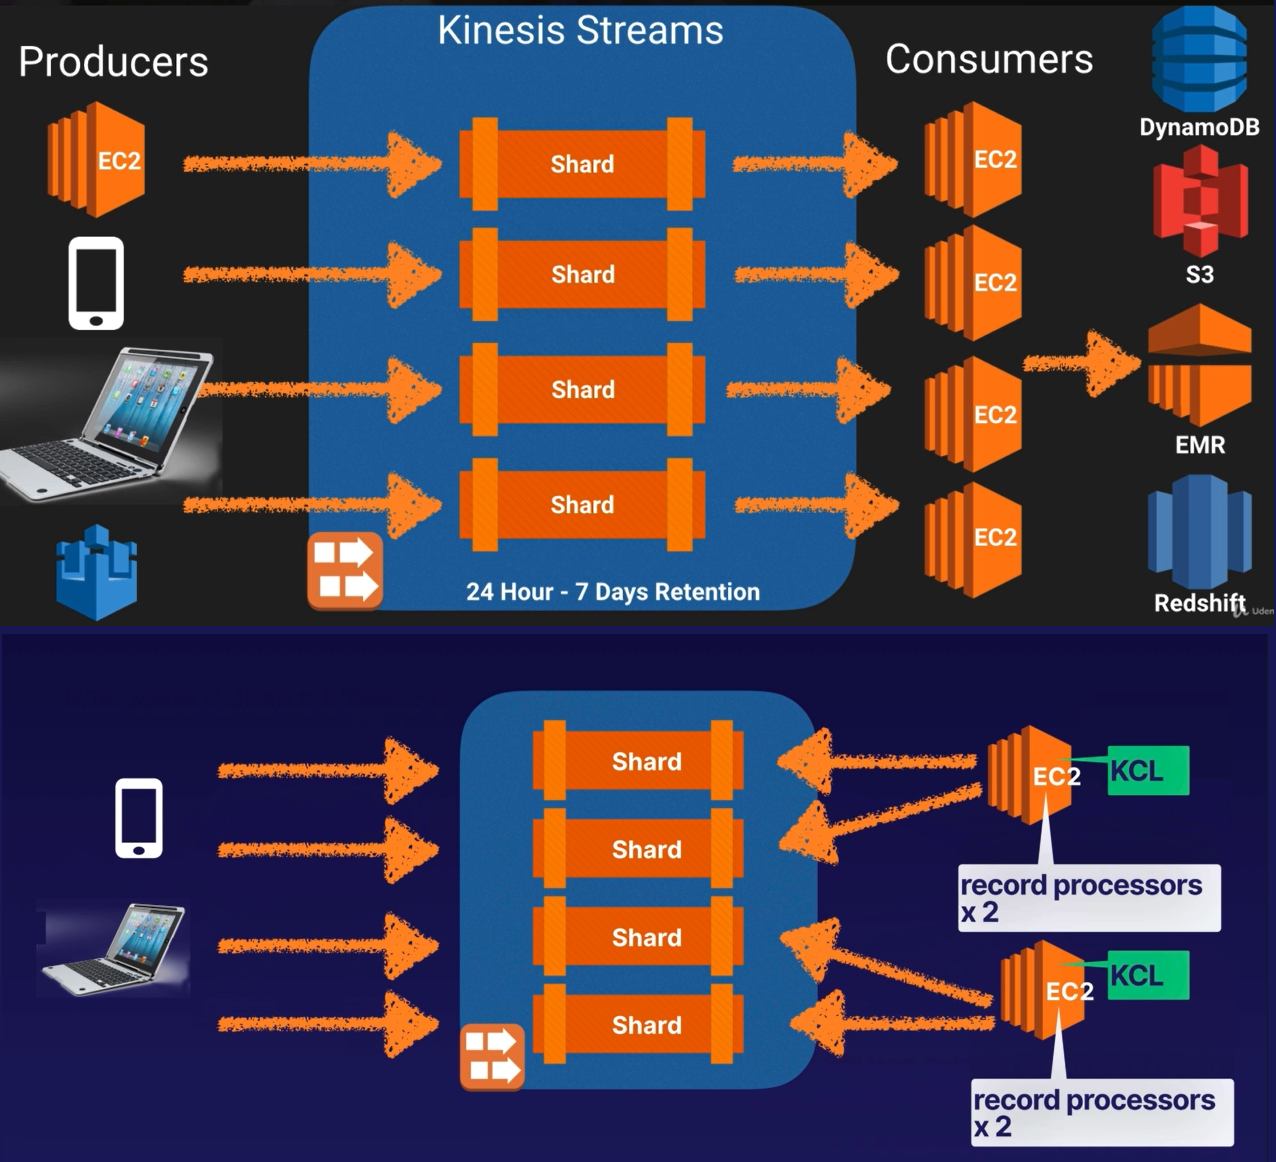 Kinesis Streams
Producers
Consumers
DynamoDB
EC2
Shard
EC2
S3
Shard
EC2
Shard
EC2
EMR
Shard
EC2
24 Hour - 7 Days Retention
Redshift
Uden
Shard
EC2
KCL
Shard
record processors
x 2
Shard
EC2
KCL
Shard
record processors
x 2